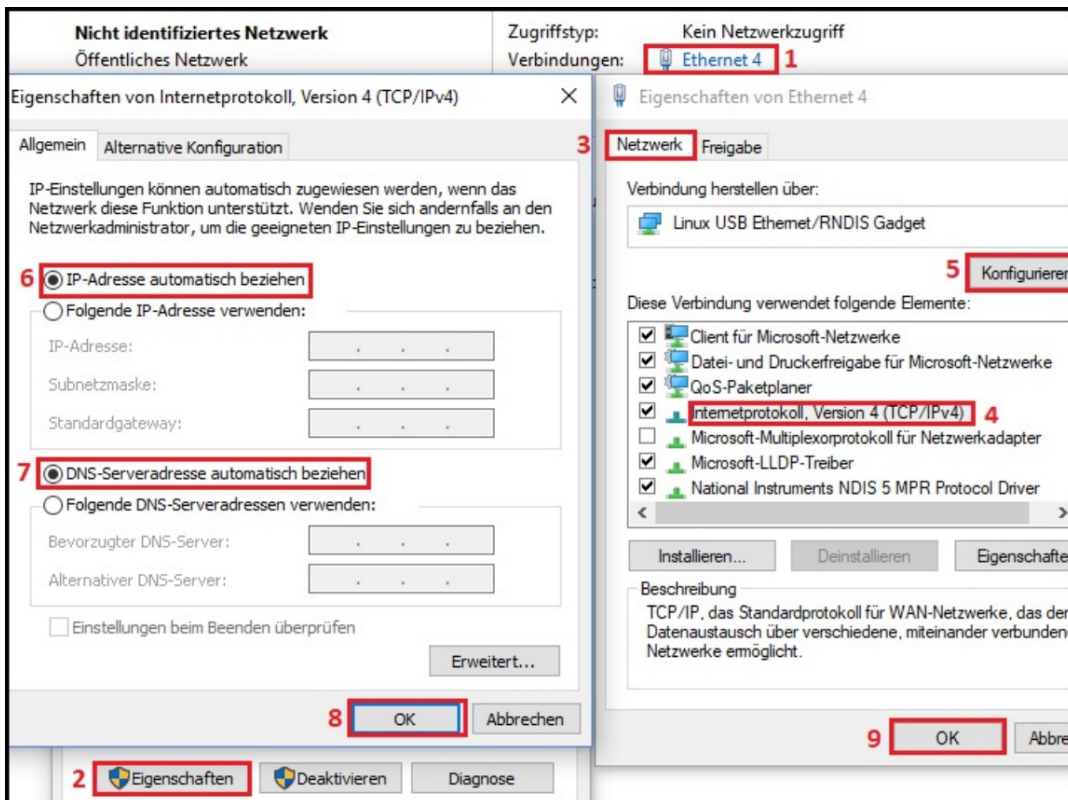 Nicht identifiziertes Netzwerk
Öffentliches Netzwerk
Zugriffstyp: Kein Netzwerkzugriff
Verbindungen: Ethernet 4 1
Eigenschaften von Internetprotokoll, Version 4 (TCP/IPv4)
Allgemein Alternative Konfiguration
IP-Einstellungen können automatisch zugewiesen werden, wenn das
Netzwerk diese Funktion unterstützt. Wenden Sie sich andernfalls an den
Netzwerkadministrator, um die geeigneten IP-Einstellungen zu beziehen.
6 IP-Adresse automatisch beziehen
Folgende IP-Adresse verwenden:
IP-Adresse:
Subnetzmaske:
Standardgateway:
7 DNS-Serveradresse automatisch beziehen
Folgende DNS-Serveradressen verwenden:
Bevorzugter DNS-Server:
Alternativer DNS-Server:
Einstellungen beim Beenden überprüfen
Erweitert...
8 OK Abbrechen
2 Eigenschaften Deaktivieren Diagnose
Eigenschaften von Ethernet 4
3 Netzwerk Freigabe
Verbindung herstellen über:
Linux USB Ethernet/RNDIS Gadget
5 Konfigurieren
Diese Verbindung verwendet folgende Elemente:
Client für Microsoft-Netzwerke
Datei- und Druckerfreigabe für Microsoft-Netzwerke
QoS-Paketplaner
Internetprotokoll, Version 4 (TCP/IPv4) 4
Microsoft-Multiplexorprotokoll für Netzwerkadapter
Microsoft-LLDP-Treiber
National Instruments NDIS 5 MPR Protocol Driver
Installieren... Deinstallieren Eigenschafte
Beschreibung
TCP/IP, das Standardprotokoll für WAN-Netzwerke, das der
Datenaustausch über verschiedene, miteinander verbunden
Netzwerke ermöglicht.
9 OK Abbre